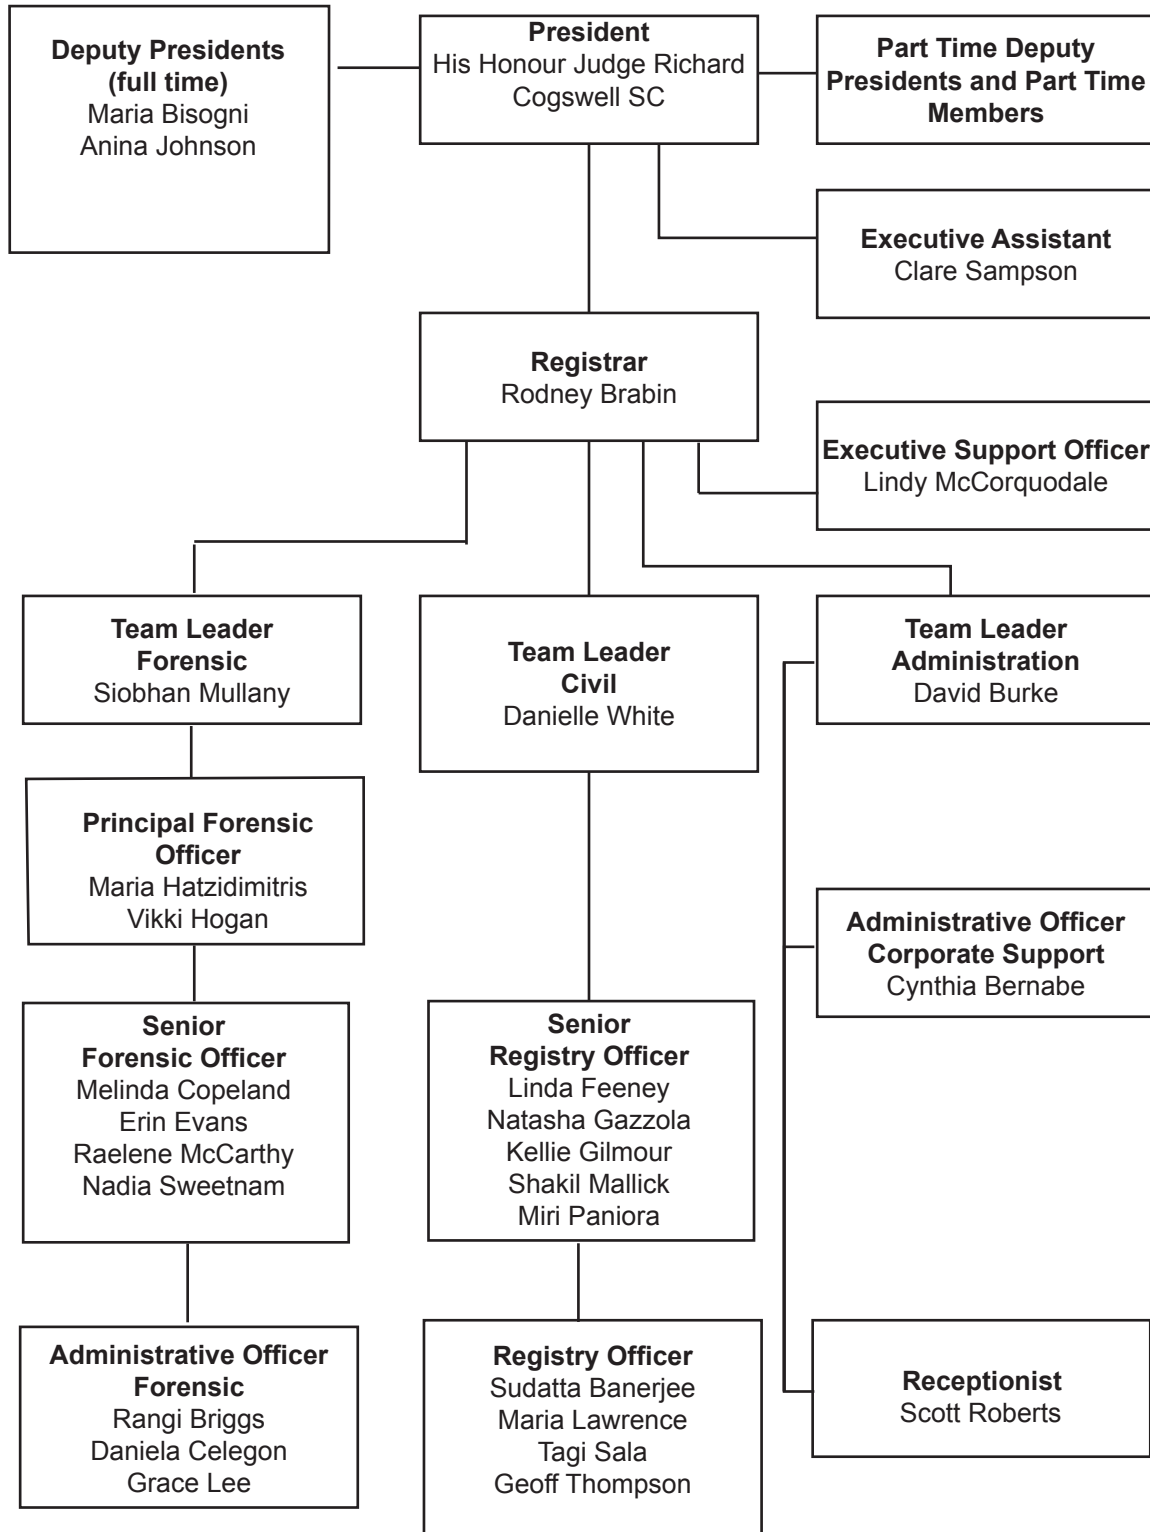 Deputy Presidents
(full time)
Maria Bisogni
Anina Johnson
President
His Honour Judge Richard
Cogswell SC
Part Time Deputy
Presidents and Part Time
Members
Executive Assistant
Clare Sampson
Registrar
Rodney Brabin
Executive Support Officer
Lindy McCorquodale
Team Leader
Forensic
Siobhan Mullany
Team Leader
Civil
Danielle White
Team Leader
Administration
David Burke
Principal Forensic
Officer
Maria Hatzidimitris
Vikki Hogan
Administrative Officer
Corporate Support
Cynthia Bernabe
Senior
Forensic Officer
Melinda Copeland
Erin Evans
Raelene McCarthy
Nadia Sweetnam
Senior
Registry Officer
Linda Feeney
Natasha Gazzola
Kellie Gilmour
Shakil Mallick
Miri Paniora
Administrative Officer
Forensic
Rangi Briggs
Daniela Celegon
Grace Lee
Registry Officer
Sudatta Banerjee
Maria Lawrence
Tagi Sala
Geoff Thompson
Receptionist
Scott Roberts